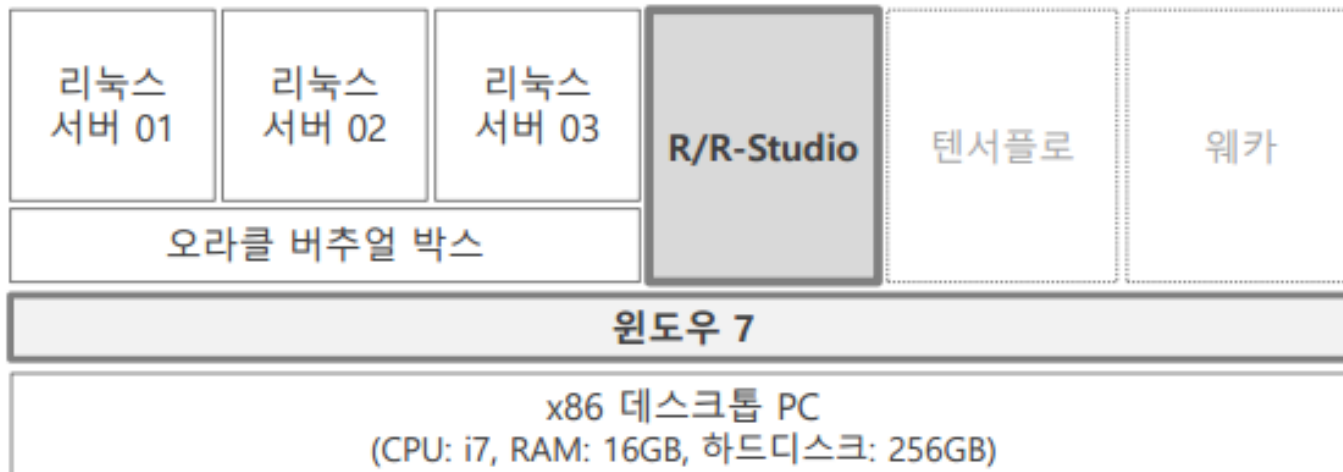 리눅스
서버 01
리눅스
서버 02
리눅스
서버 03
R/R-Studio
텐서플로
웨카
오라클 버추얼 박스
윈도우 7
x86 데스크톱 PC
(CPU: i7, RAM: 16GB, 하드디스크: 256GB)